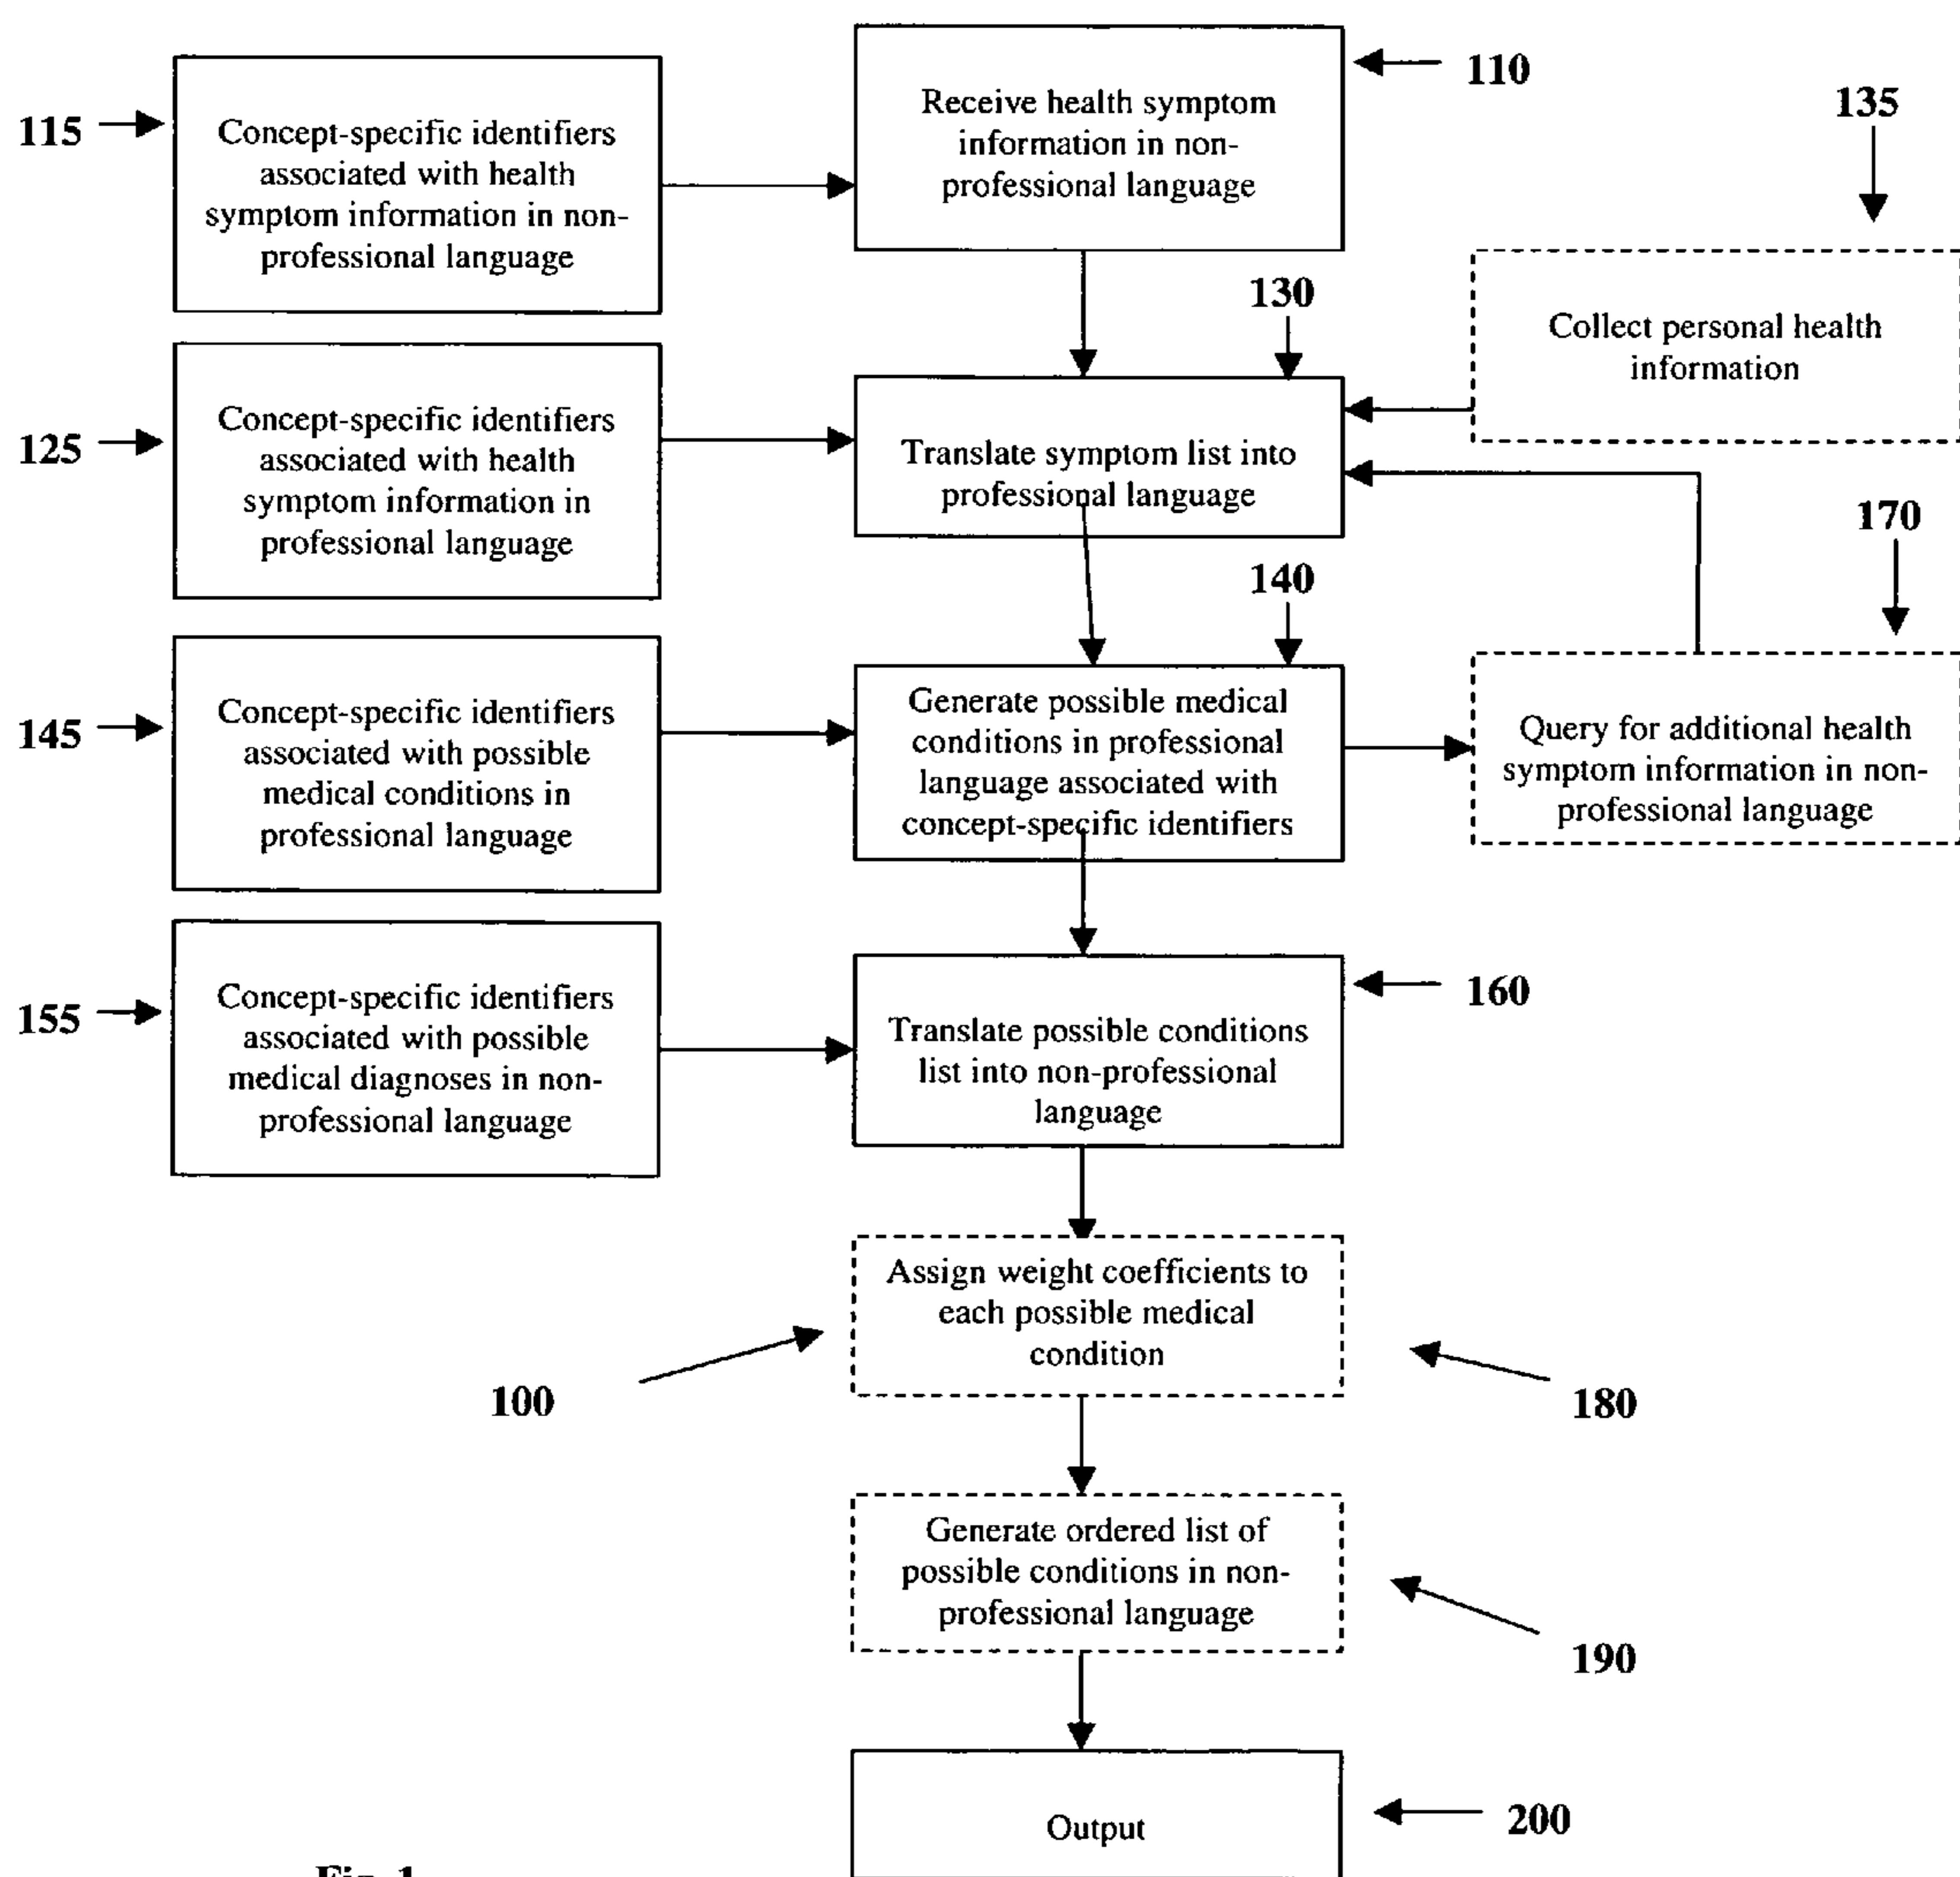 110
Receive health symptom
information in non-
professional language
115
Concept-specific identifiers
associated with health
symptom information in non-
professional language
135
Collect personal health
information
130
Translate symptom list into
professional language
125
Concept-specific identifiers
associated with health
symptom information in
professional language
170
Query for additional health
symptom information in non-
professional language
140
Generate possible medical
conditions in professional
language associated with
concept-specific identifiers
145
Concept-specific identifiers
associated with possible
medical conditions in
professional language
155
Concept-specific identifiers
associated with possible
medical diagnoses in non-
professional language
160
Translate possible conditions
list into non-professional
language
Assign weight coefficients to
each possible medical
condition
100
180
Generate ordered list of
possible conditions in non-
professional language
190
Output
200
Fig. 1